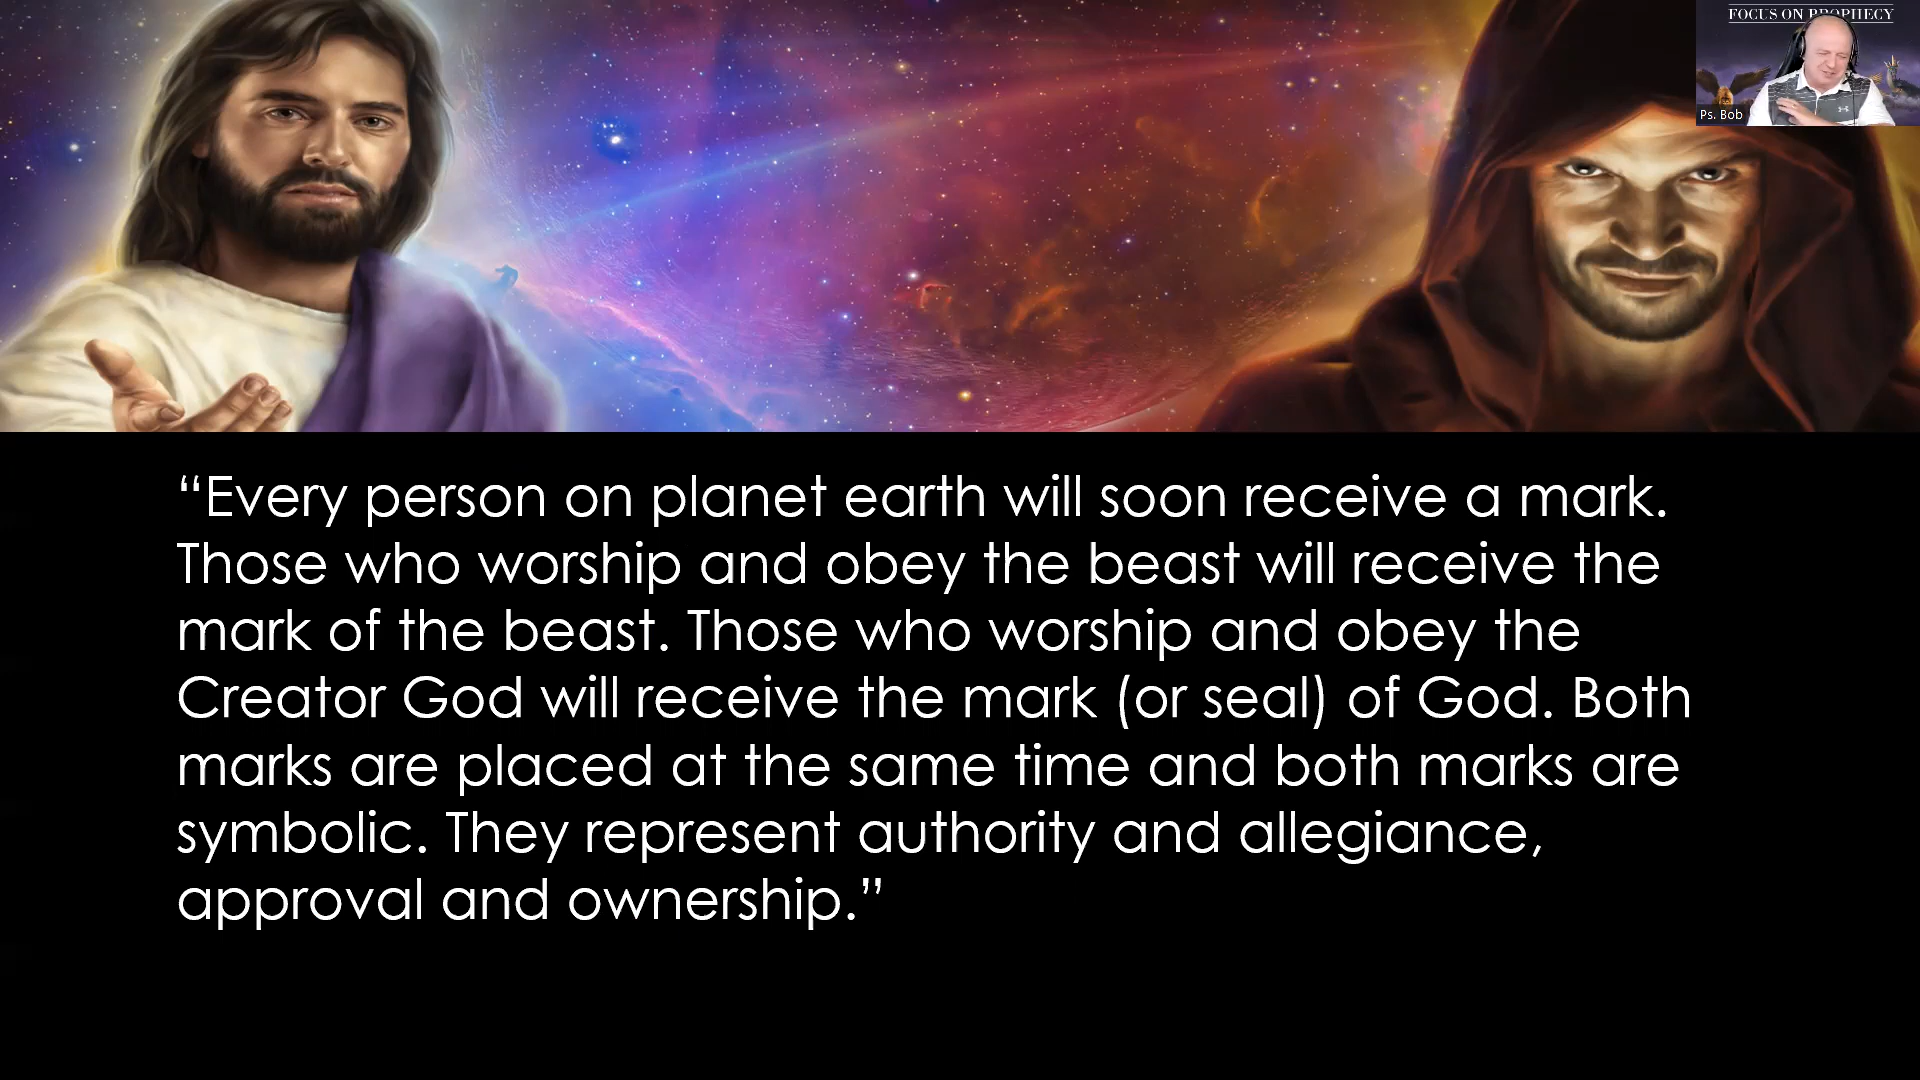 FOCUS ON PROPHECY
Ps. Bob
“Every person on planet earth will soon receive a mark.
Those who worship and obey the beast will receive the
mark of the beast. Those who worship and obey the
Creator God will receive the mark (or seal) of God. Both
marks are placed at the same time and both marks are
symbolic. They represent authority and allegiance,
approval and ownership.”